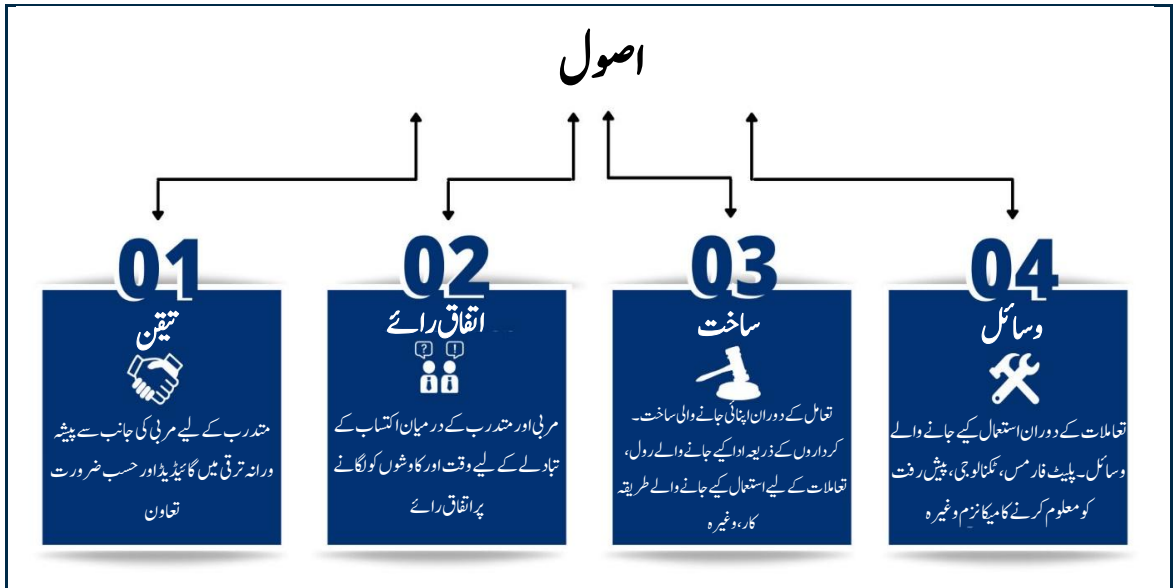 اصول
01
تیقن
متدرب کے لیے مربی کی جانب سے پیشہ
ورانہ ترقی میں گائیڈیڈ اور حسب ضرورت
تعاون
02
اتفاق رائے
مربی اور متدرب کے درمیان اکتساب کے
تبادلے کے لیے وقت اور کاوشوں کو لگانے
پر اتفاق رائے
03
ساخت
تعامل کے دوران اپنائی جانے والی ساخت۔
کرداروں کے ذریعہ ادا کیے جانے والے رول،
تعاملات کے لیے استعمال کیے جانے والے طریقہ
کار، وغیرہ
04
وسائل
تعاملات کے دوران استعمال کیے جانے والے
وسائل۔ پلیٹ فارمس، ٹکنالوجی، پیش رفت
کو معلوم کرنے کا میکانزم وغیرہ